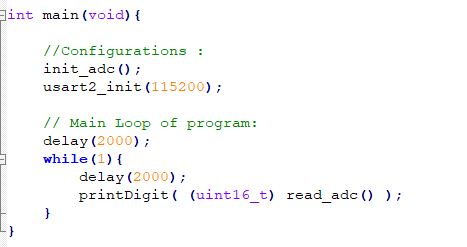 int main(void){
//Configurations :
init_adc();
usart2_init(115200);
// Main Loop of program:
delay(2000);
while(1){
delay(2000);
printDigit( (uint16_t) read_adc() );
}
}